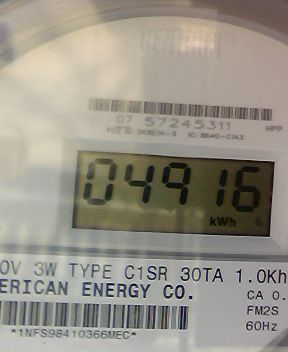 07 57245311
HPP
04916
kWh
0V 3W TYPE C1SR 30TA 1.0Kh
ERICAN ENERGY CO.
CA 0.
FM2S
60Hz
*1NFS98410366MEC*